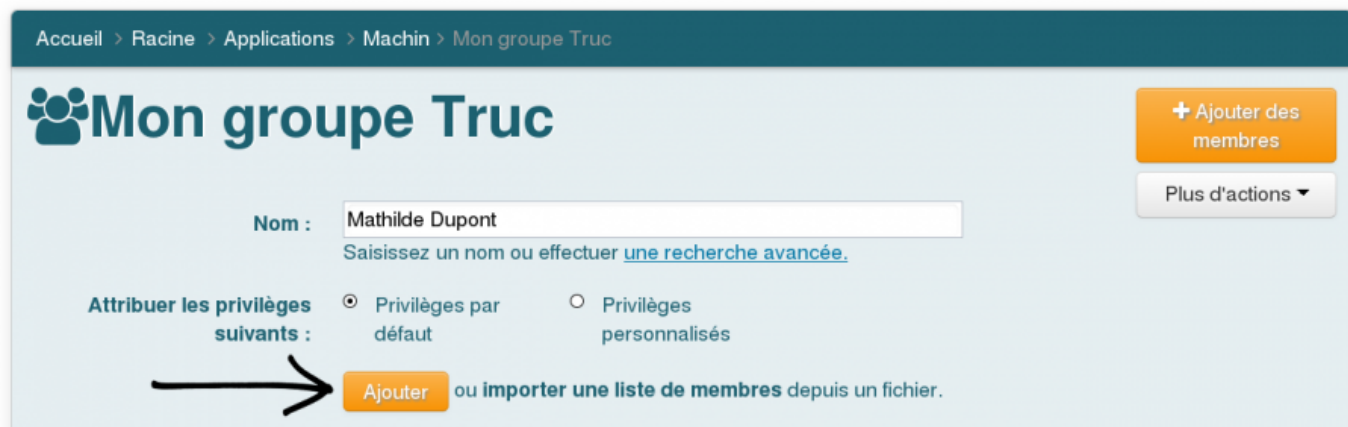 Accueil > Racine > Applications > Machin > Mon groupe Truc
Mon groupe Truc
+ Ajouter des
membres
Plus d'actions
Nom :
Mathilde Dupont
Saisissez un nom ou effectuer une recherche avancée.
Attribuer les privilèges
suivants :
Privilèges par
défaut
Privilèges
personnalisés
Ajouter ou importer une liste de membres depuis un fichier.